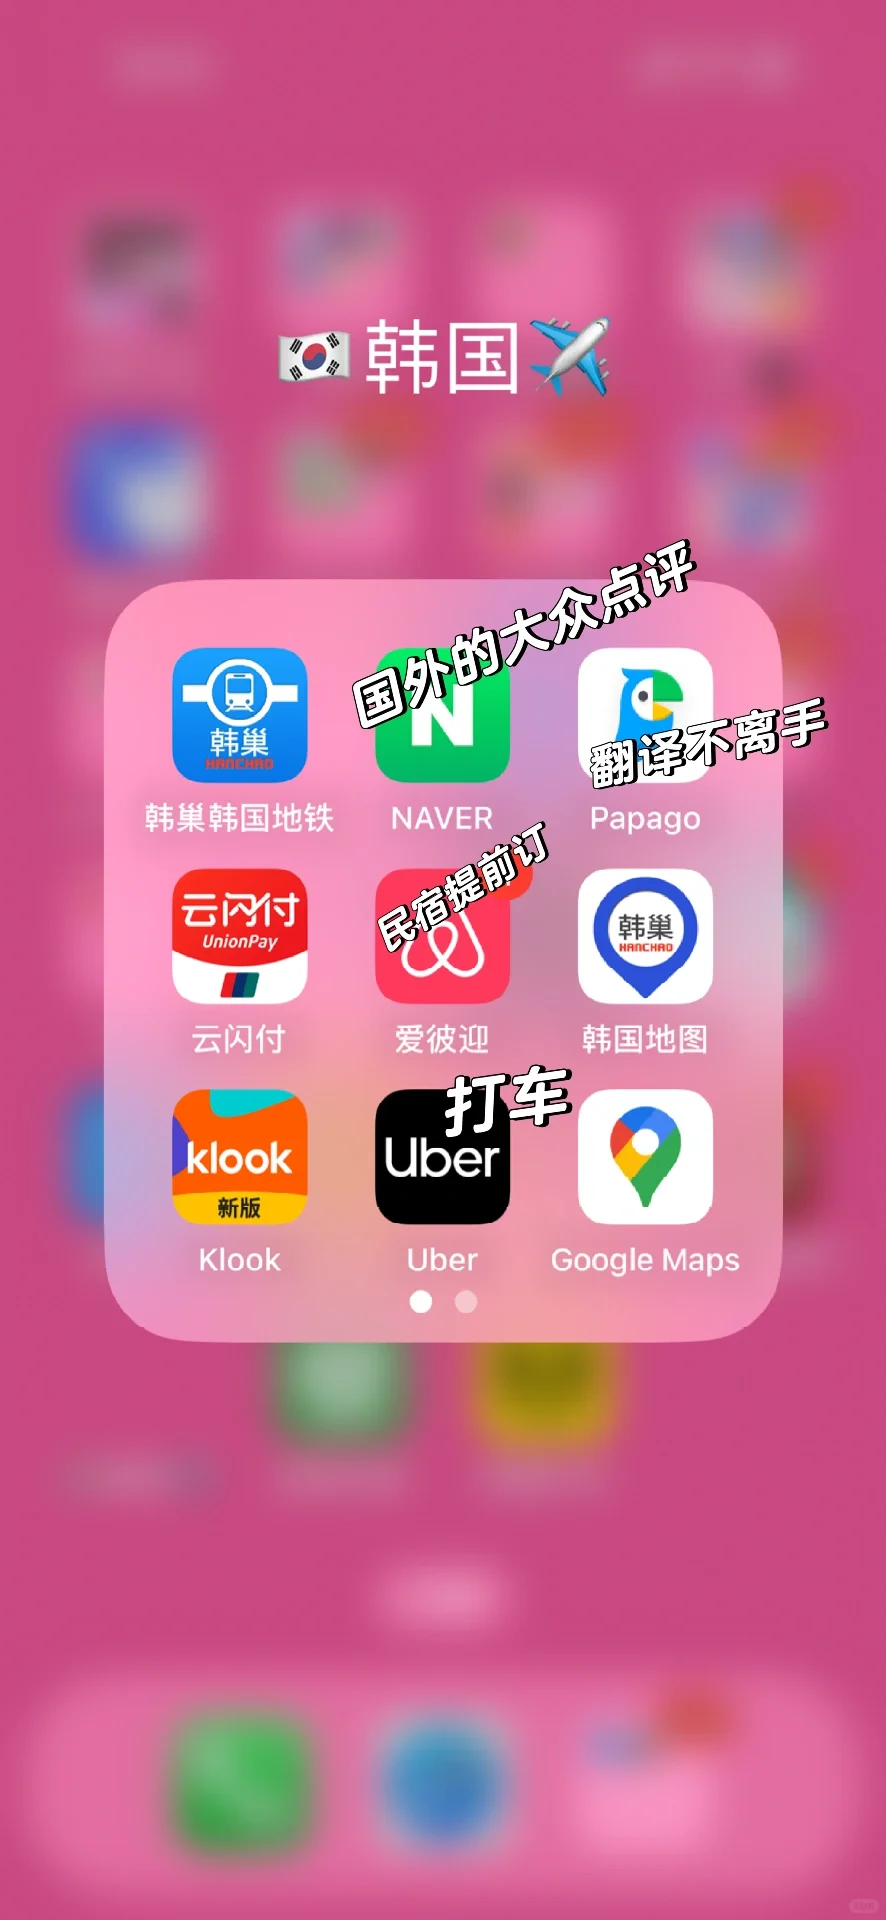 韩国
国外的大众点评
韩巢
HANCHAO
N
翻译不离手
韩巢韩国地铁
NAVER
Papago
民宿提前订
云闪付
UnionPay
韩巢
HANCHAO
云闪付
爱彼迎
韩国地图
打车
klook
新版
Uber
Klook
Uber
Google Maps